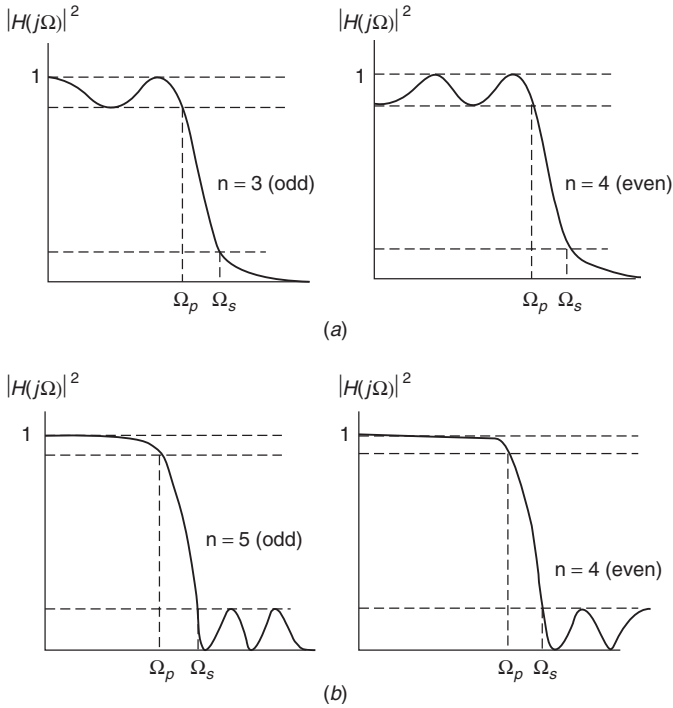 |H(jΩ)|²
1
n = 3 (odd)
Ωp Ωs
|H(jΩ)|²
1
n = 4 (even)
Ωp Ωs
(a)
|H(jΩ)|²
1
n = 5 (odd)
Ωp Ωs
|H(jΩ)|²
1
n = 4 (even)
Ωp Ωs
(b)